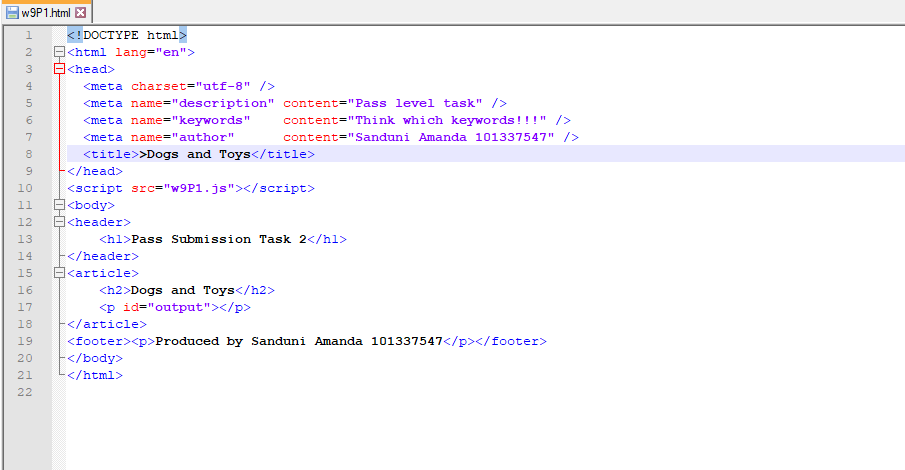 w9P1.html
1 <!DOCTYPE html>
2 <html lang="en">
3 <head>
4   <meta charset="utf-8" />
5   <meta name="description" content="Pass level task" />
6   <meta name="keywords"    content="Think which keywords!!!" />
7   <meta name="author"      content="Sanduni Amanda 101337547" />
8   <title>>Dogs and Toys</title>
9 </head>
10 <script src="w9P1.js"></script>
11 <body>
12 <header>
13     <h1>Pass Submission Task 2</h1>
14 </header>
15 <article>
16     <h2>Dogs and Toys</h2>
17     <p id="output"></p>
18 </article>
19 <footer><p>Produced by Sanduni Amanda 101337547</p></footer>
20 </body>
21 </html>
22